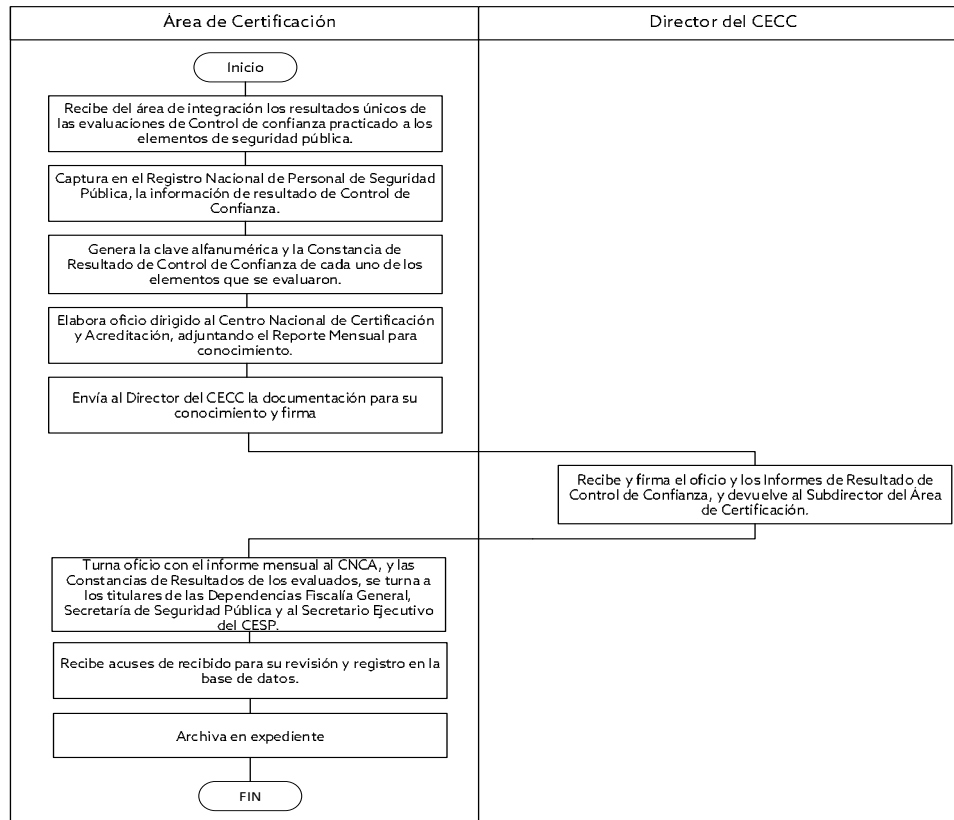 Área de Certificación
Director del CECC
Inicio
Recibe del área de integración los resultados únicos de
las evaluaciones de Control de confianza practicado a los
elementos de seguridad pública.
Captura en el Registro Nacional de Personal de Seguridad
Pública, la información de resultado de Control de
Confianza.
Genera la clave alfanumérica y la Constancia de
Resultado de Control de Confianza de cada uno de los
elementos que se evaluaron.
Elabora oficio dirigido al Centro Nacional de Certificación
y Acreditación, adjuntando el Reporte Mensual para
conocimiento.
Envía al Director del CECC la documentación para su
conocimiento y firma
Recibe y firma el oficio y los Informes de Resultado de
Control de Confianza, y devuelve al Subdirector del Área
de Certificación.
Turna oficio con el informe mensual al CNCA, y las
Constancias de Resultados de los evaluados, se turna a
los titulares de las Dependencias Fiscalía General,
Secretaría de Seguridad Pública y al Secretario Ejecutivo
del CESP.
Recibe acuses de recibido para su revisión y registro en la
base de datos.
Archiva en expediente
FIN